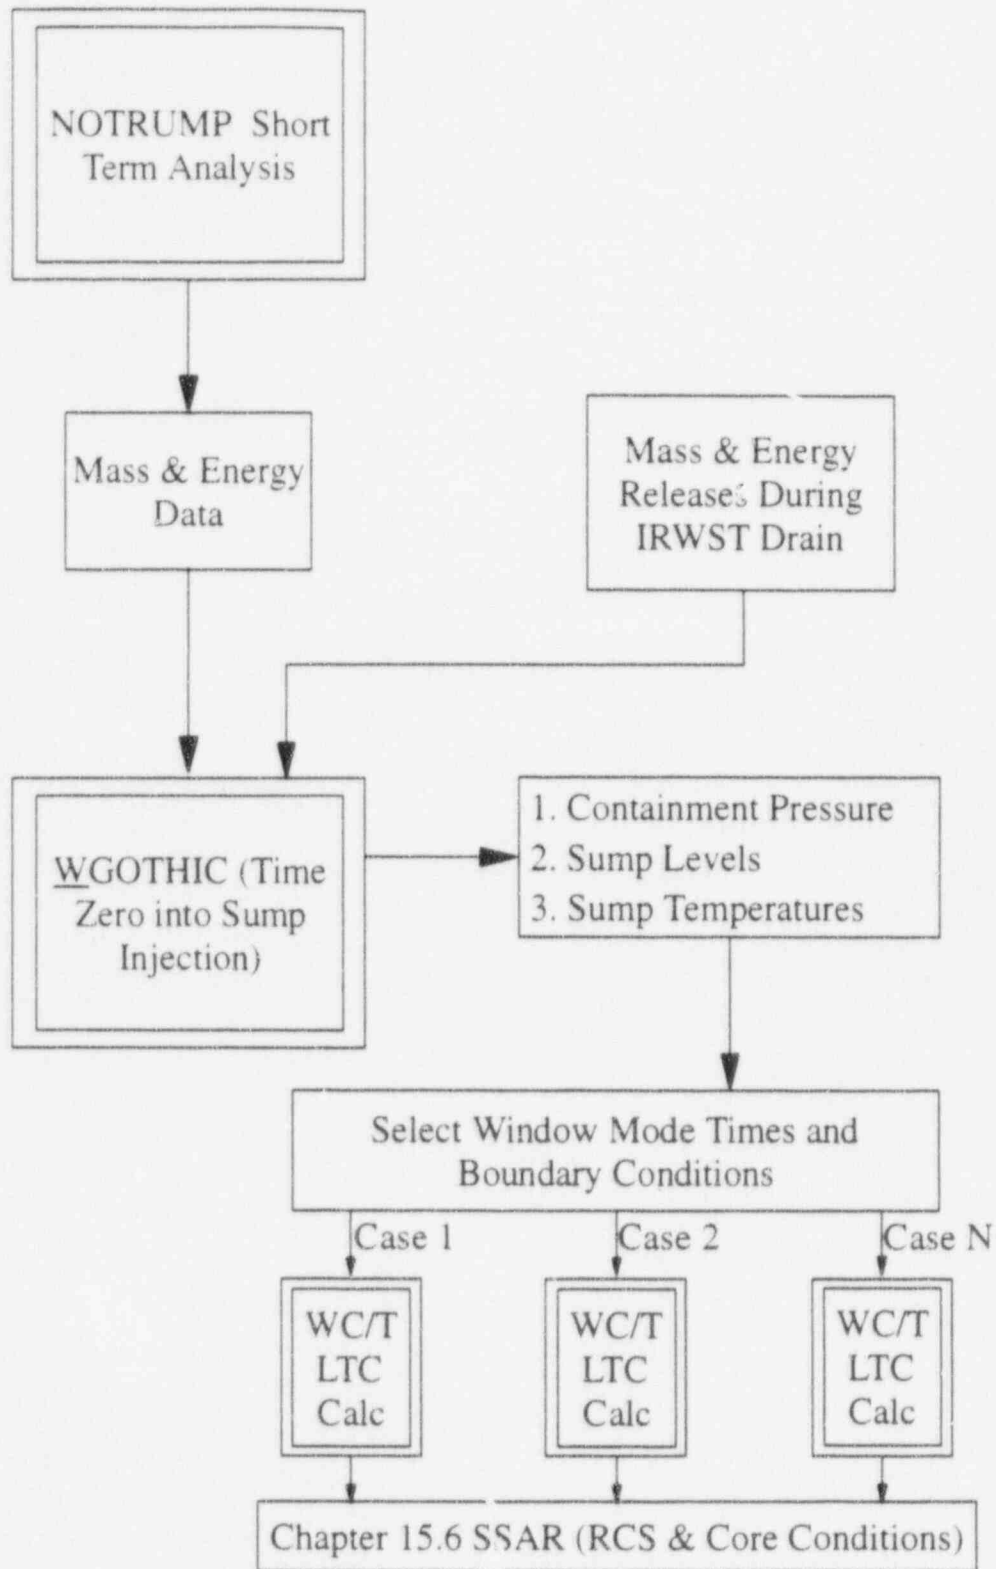 NOTRUMP Short
Term Analysis
Mass & Energy
Data
Mass & Energy
Releases During
IRWST Drain
WGOTHIC (Time
Zero into Sump
Injection)
1. Containment Pressure
2. Sump Levels
3. Sump Temperatures
Select Window Mode Times and
Boundary Conditions
Case 1
Case 2
Case N
WC/T
LTC
Calc
WC/T
LTC
Calc
WC/T
LTC
Calc
Chapter 15.6 SSAR (RCS & Core Conditions)